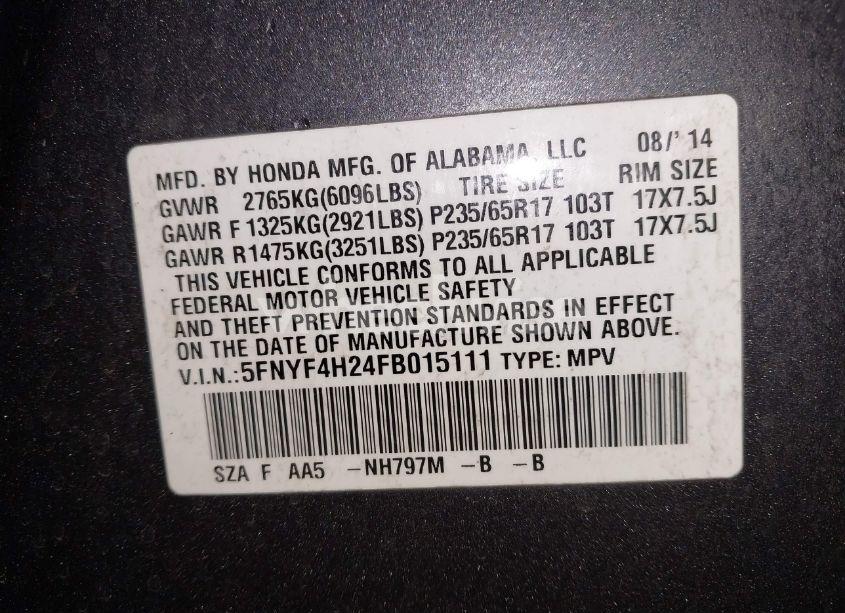 MFD. BY HONDA MFG. OF ALABAMA, LLC 08/' 14
GVWR 2765KG(6096LBS) TIRE SIZE RIM SIZE
GAWR F 1325KG(2921LBS) P235/65R17 103T 17X7.5J
GAWR R1475KG(3251LBS) P235/65R17 103T 17X7.5J
THIS VEHICLE CONFORMS TO ALL APPLICABLE
FEDERAL MOTOR VEHICLE SAFETY
AND THEFT PREVENTION STANDARDS IN EFFECT
ON THE DATE OF MANUFACTURE SHOWN ABOVE.
V.I.N.:5FNYF4H24FB015111 TYPE: MPV
SZA F AA5 -NH797M -B -B